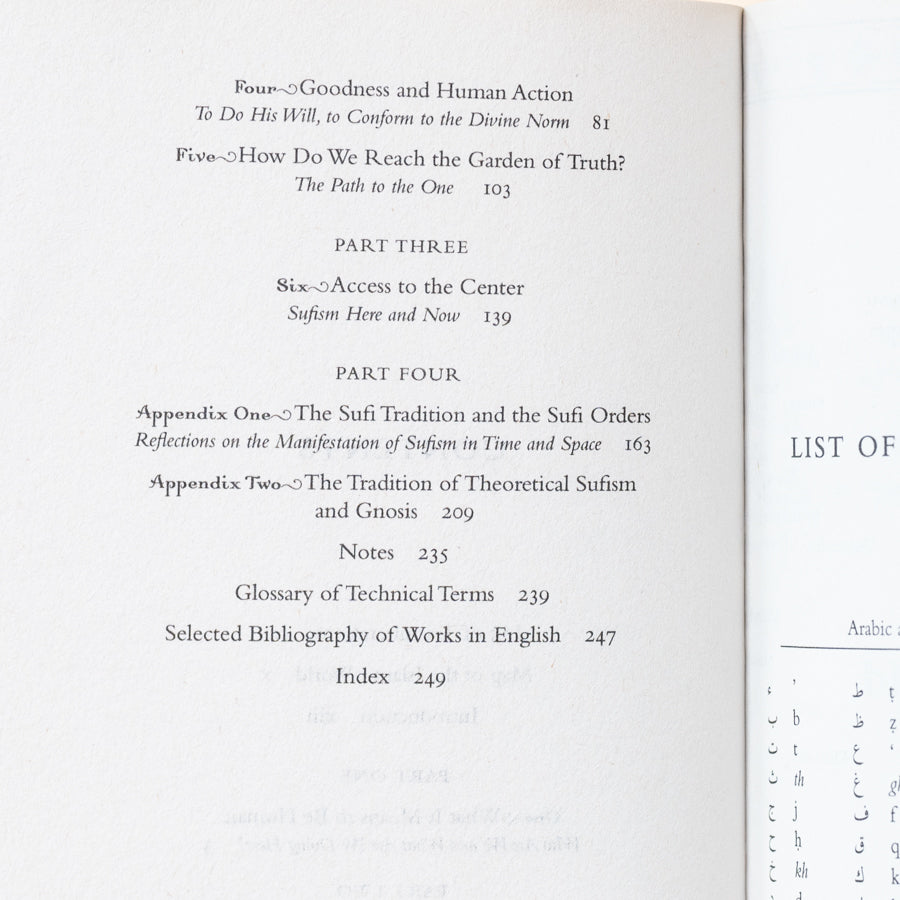 Four Goodness and Human Action
To Do His Will, to Conform to the Divine Norm 81
Five How Do We Reach the Garden of Truth?
The Path to the One 103
PART THREE
Six Access to the Center
Sufism Here and Now 139
PART FOUR
Appendix One The Sufi Tradition and the Sufi Orders
Reflections on the Manifestation of Sufism in Time and Space 163
Appendix Two The Tradition of Theoretical Sufism
and Gnosis 209
Notes 235
Glossary of Technical Terms 239
Selected Bibliography of Works in English 247
Index 249
LIST OF
Arabic
ء ’ ط ṭ
ب b ظ ẓ
ت t ع ‘
ث th غ
ج j ف f
ح ḥ ق q
خ kh ك k